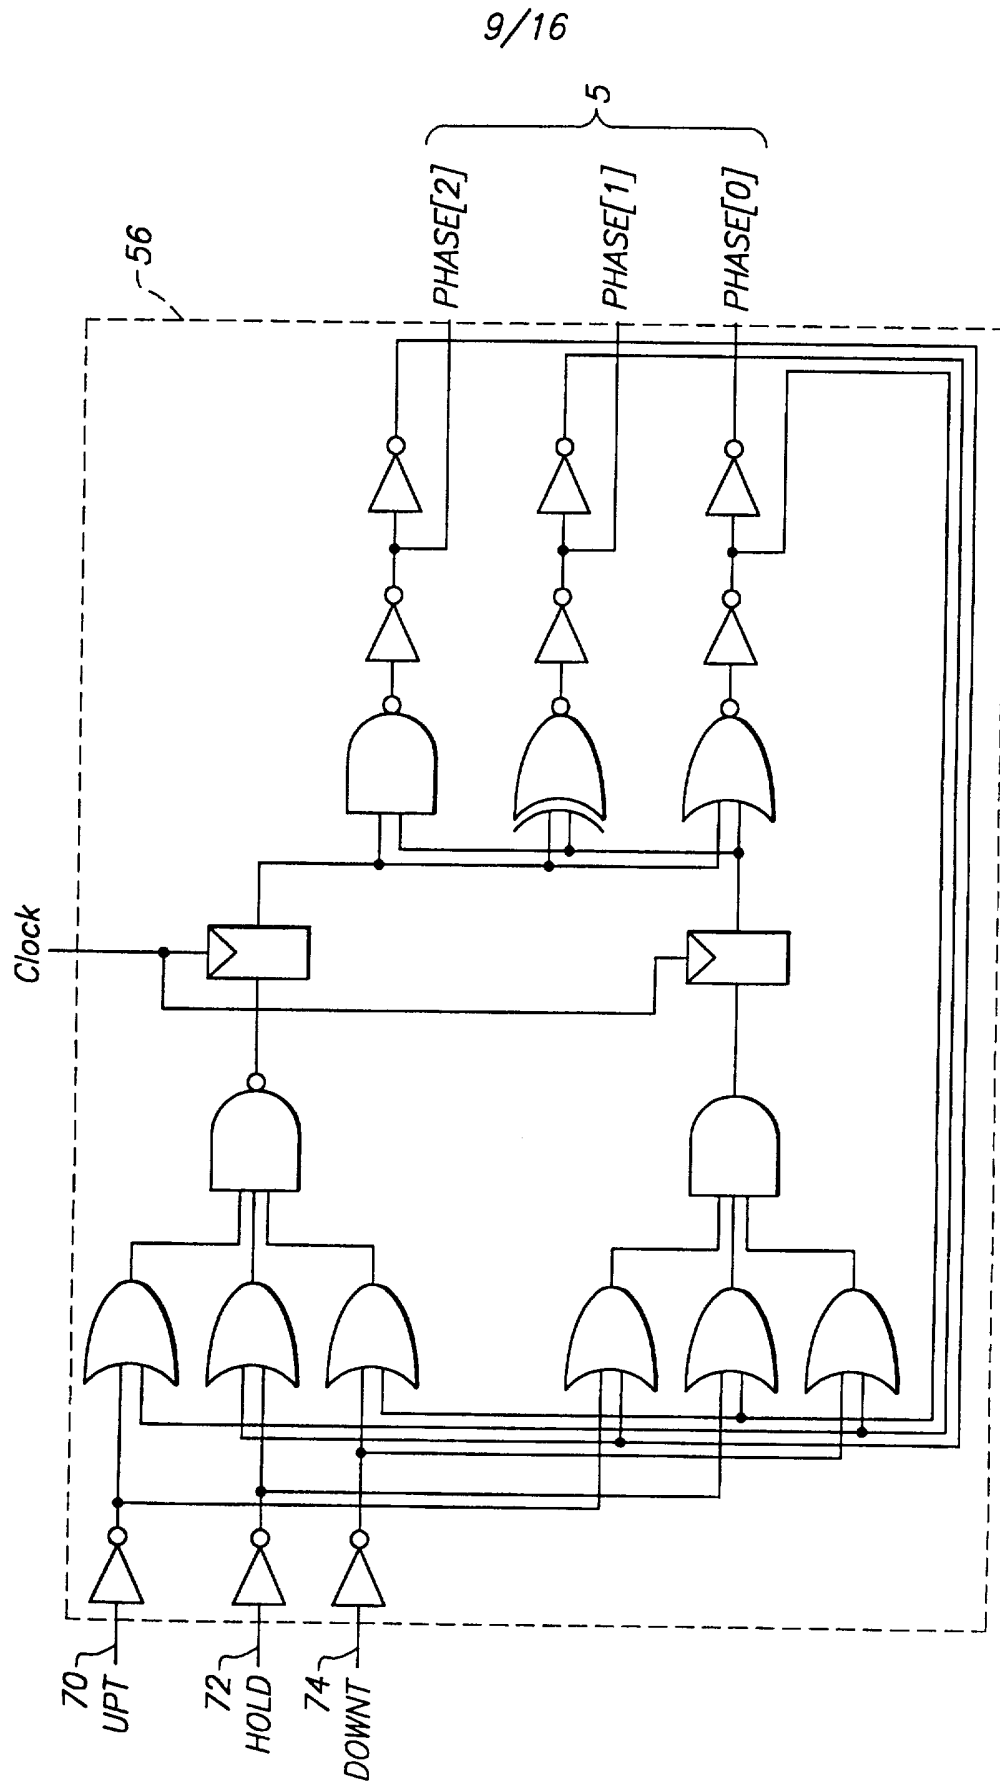 9/16
Clock
56
5
PHASE[2]
PHASE[1]
PHASE[0]
70
UPT
72
HOLD
74
DOWNT